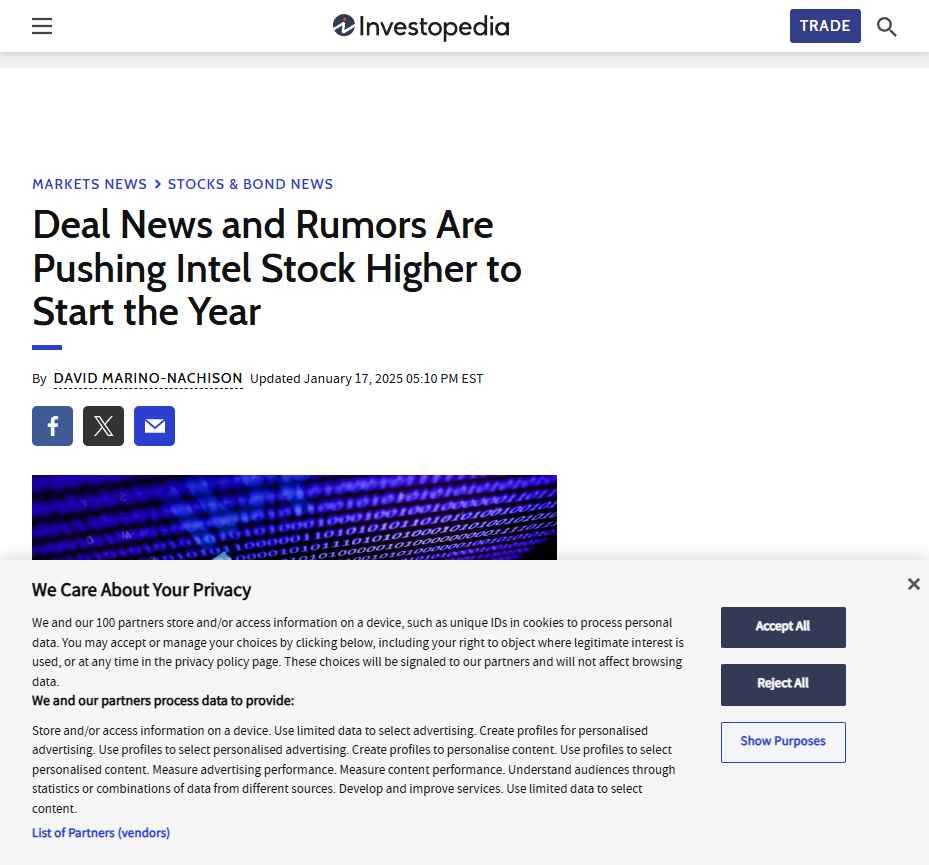 Investopedia
TRADE
MARKETS NEWS > STOCKS & BOND NEWS
Deal News and Rumors Are
Pushing Intel Stock Higher to
Start the Year
By DAVID MARINO-NACHISON Updated January 17, 2025 05:10 PM EST
We Care About Your Privacy
We and our 100 partners store and/or access information on a device, such as unique IDs in cookies to process personal
data. You may accept or manage your choices by clicking below, including your right to object where legitimate interest is
used, or at any time in the privacy policy page. These choices will be signaled to our partners and will not affect browsing
data.
We and our partners process data to provide:
Store and/or access information on a device. Use limited data to select advertising. Create profiles for personalised
advertising. Use profiles to select personalised advertising. Create profiles to personalise content. Use profiles to select
personalised content. Measure advertising performance. Measure content performance. Understand audiences through
statistics or combinations of data from different sources. Develop and improve services. Use limited data to select
content.
List of Partners (vendors)
Accept All
Reject All
Show Purposes